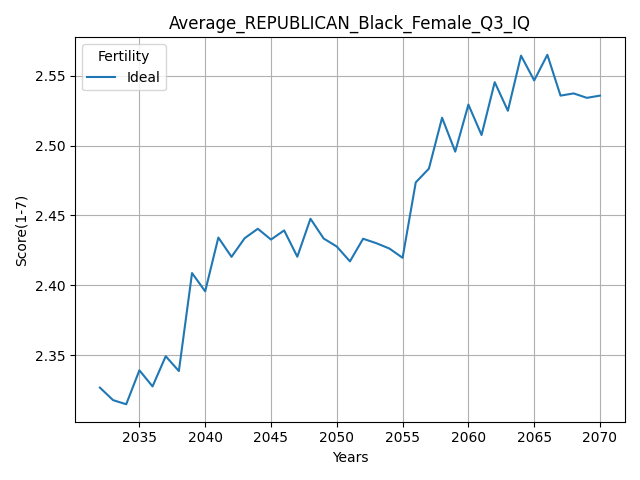 Average_REPUBLICAN_Black_Female_Q3_IQ
Fertility
Ideal
Score(1-7)
2.55
2.50
2.45
2.40
2.35
2035 2040 2045 2050 2055 2060 2065 2070
Years